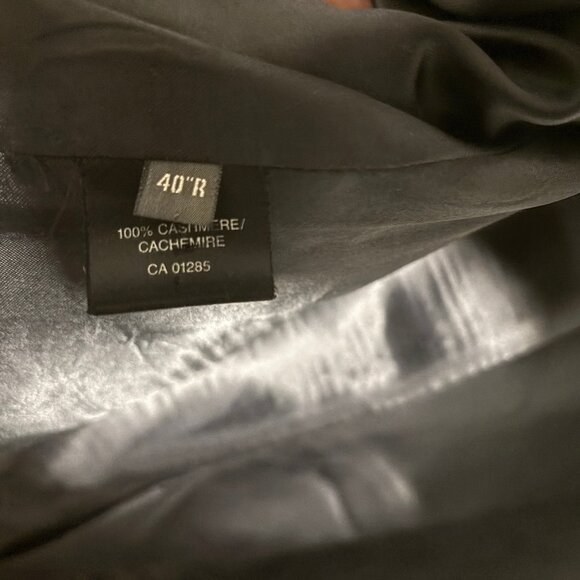 40"R
100% CASHMERE/
CACHEMIRE
CA 01285